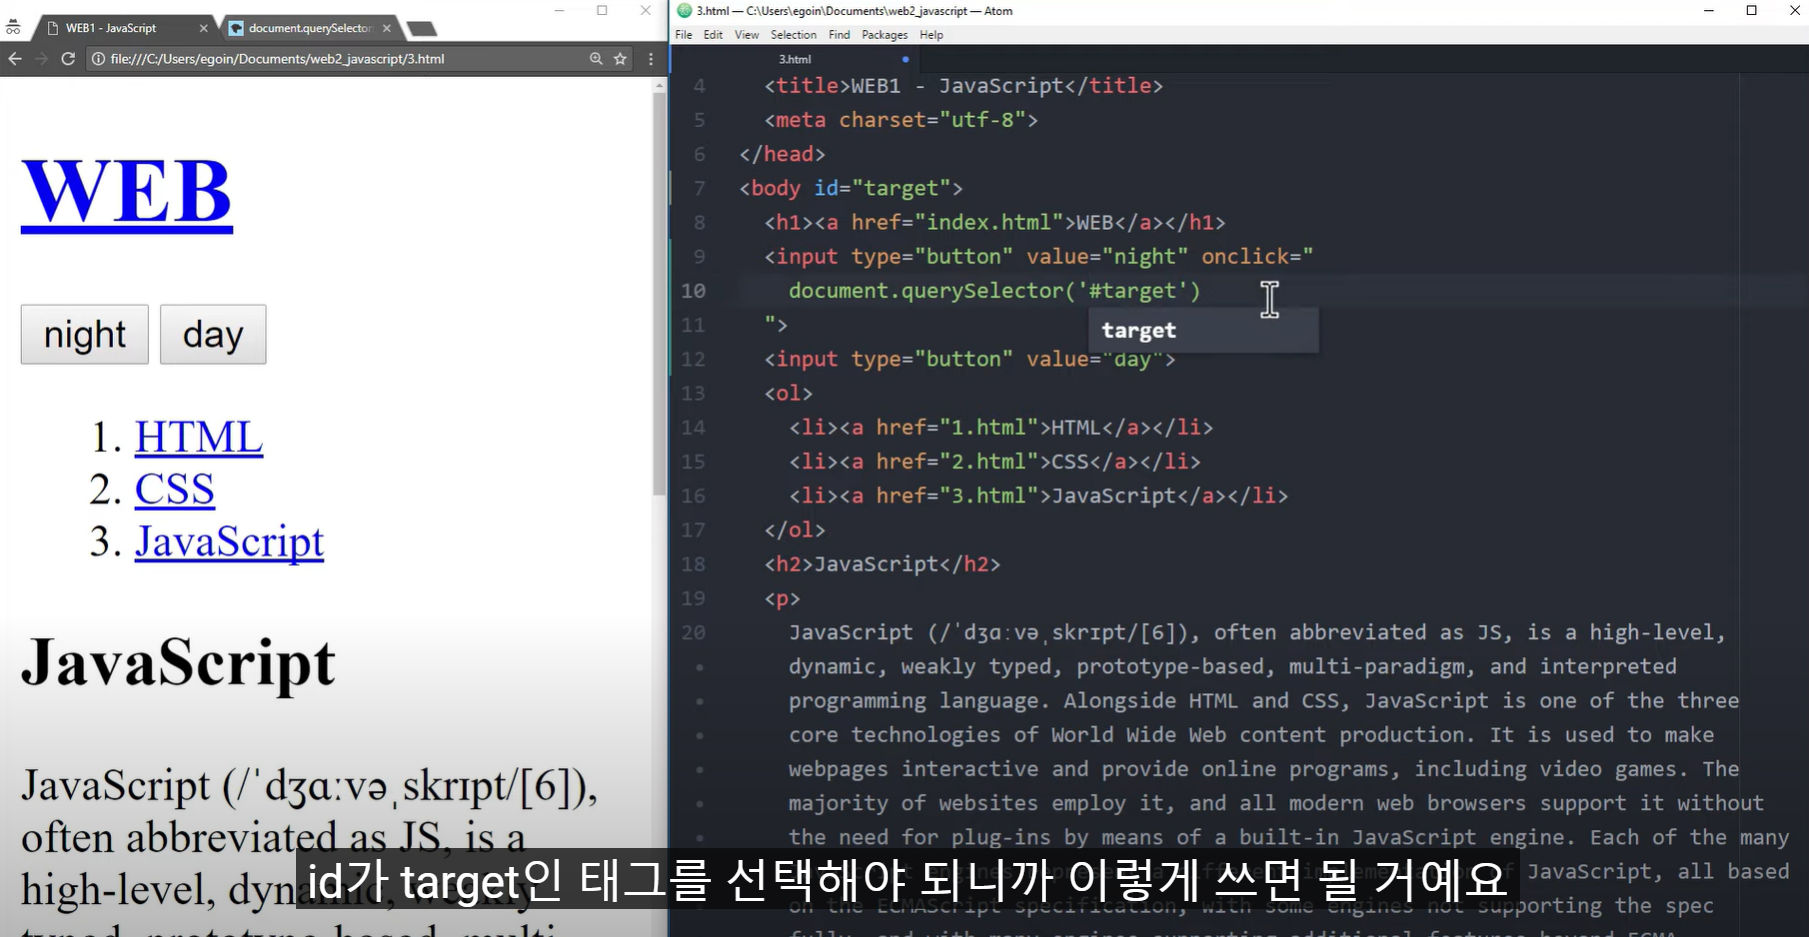 WEB1 - JavaScript
document.querySelector
file:///C:/Users/egoin/Documents/web2_javascript/3.html
WEB
night day
1. HTML
2. CSS
3. JavaScript
JavaScript
JavaScript (/ˈdʒɑːvəˌskrɪpt/[6]),
often abbreviated as JS, is a
high-level, dynamic, weakly
typed, prototype-based, multi-
3.html — C:\Users\egoin\Documents\web2_javascript — Atom
File Edit View Selection Find Packages Help
3.html
4 <title>WEB1 - JavaScript</title>
5 <meta charset="utf-8">
6 </head>
7 <body id="target">
8 <h1><a href="index.html">WEB</a></h1>
9 <input type="button" value="night" onclick="
10 document.querySelector('#target')
11 ">
target
12 <input type="button" value="day">
13 <ol>
14 <li><a href="1.html">HTML</a></li>
15 <li><a href="2.html">CSS</a></li>
16 <li><a href="3.html">JavaScript</a></li>
17 </ol>
18 <h2>JavaScript</h2>
19 <p>
20 JavaScript (/ˈdʒɑːvəˌskrɪpt/[6]), often abbreviated as JS, is a high-level,
dynamic, weakly typed, prototype-based, multi-paradigm, and interpreted
programming language. Alongside HTML and CSS, JavaScript is one of the three
core technologies of World Wide Web content production. It is used to make
webpages interactive and provide online programs, including video games. The
majority of websites employ it, and all modern web browsers support it without
the need for plug-ins by means of a built-in JavaScript engine. Each of the many
JavaScript, all based
on the ECMAScript specification, with some engines not supporting the spec
fully, and with many engines supporting additional features beyond ECMA.
id가 target인 태그를 선택해야 되니까 이렇게 쓰면 될 거예요